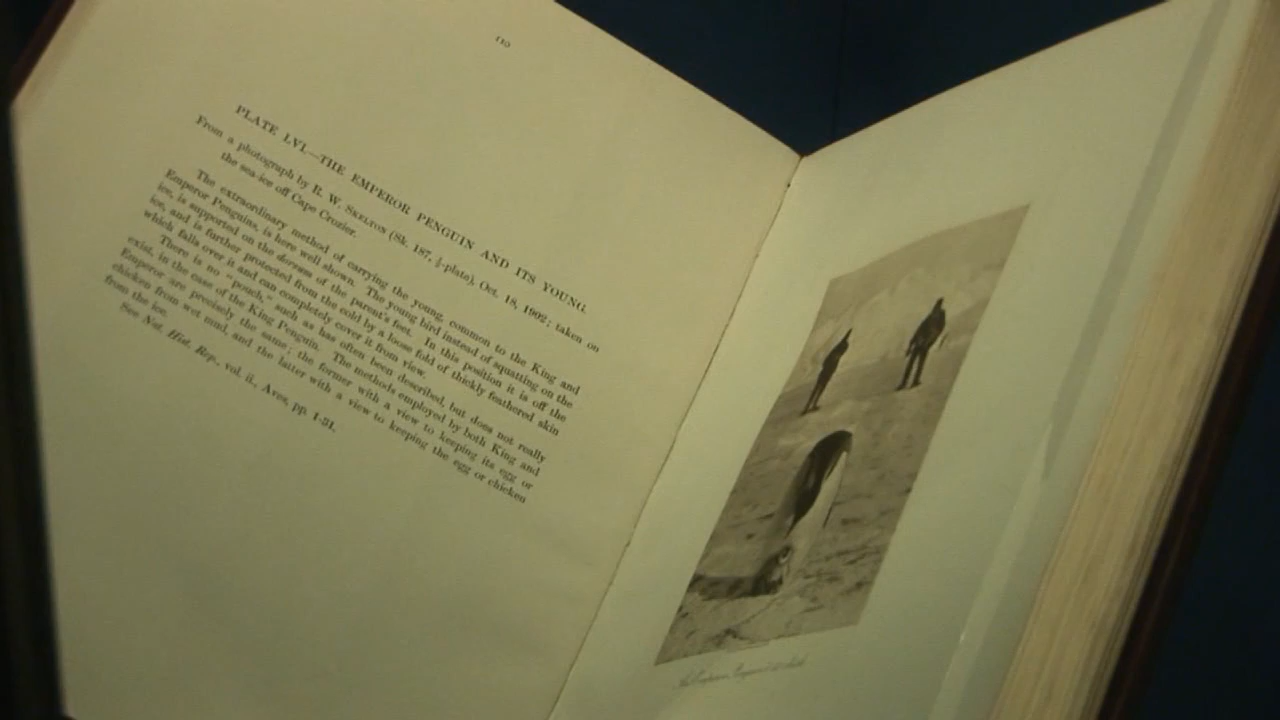 110
PLATE LVI.—THE EMPEROR PENGUIN AND ITS YOUNG.
From a photograph by R. W. SKELTON (Sk. 187, ½-plate), Oct. 18, 1902; taken on
the sea-ice off Cape Crozier.
The extraordinary method of carrying the young, common to the King and
Emperor Penguins, is here well shown. The young bird instead of squatting on the
ice, is supported on the dorsum of the parent's feet. In this position it is off the
ice, and is further protected from the cold by a loose fold of thickly feathered skin
which falls over it and can completely cover it from view.
There is no "pouch," such as has often been described, but does not really
exist, in the case of the King Penguin. The methods employed by both King and
Emperor are precisely the same; the former with a view to keeping its egg or
chicken from wet mud, and the latter with a view to keeping the egg or chicken
from the ice.
See Nat. Hist. Rep., vol. ii., Aves, pp. 1-31.